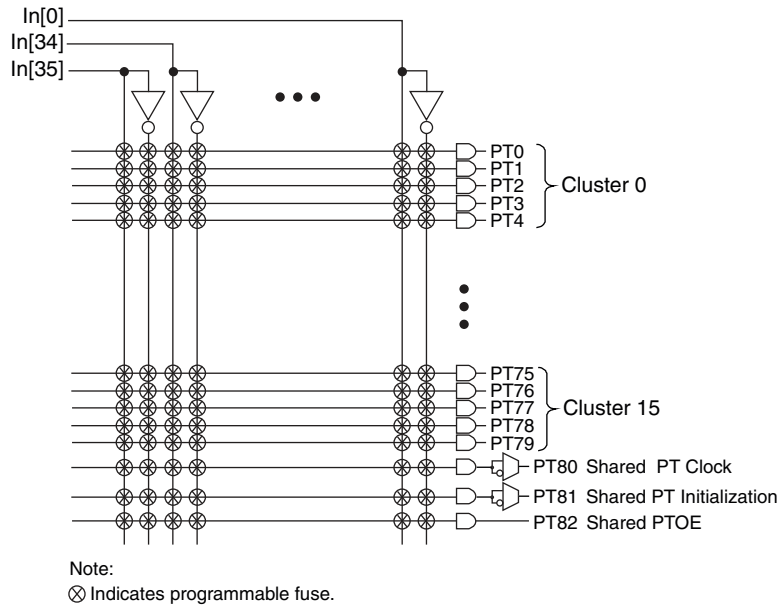 In[0]
In[34]
In[35]
PT0
PT1
PT2
PT3
PT4
Cluster 0
PT75
PT76
PT77
PT78
PT79
Cluster 15
PT80 Shared PT Clock
PT81 Shared PT Initialization
PT82 Shared PTOE
Note:
Indicates programmable fuse.